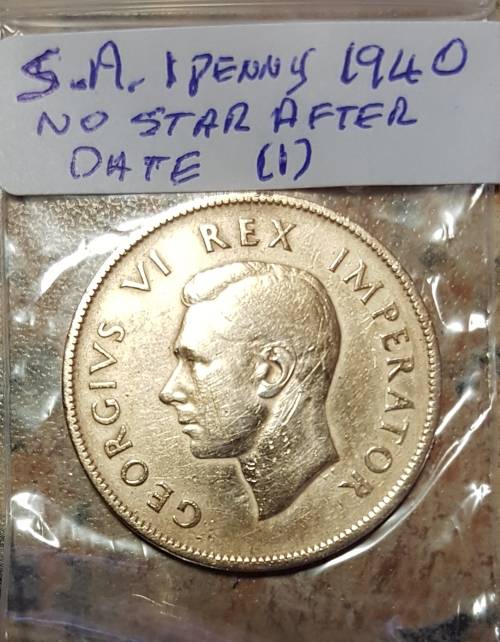 S.A. 1 PENNY 1940
NO STAR AFTER
DATE (1)
GEORGIVS VI REX IMPERATOR